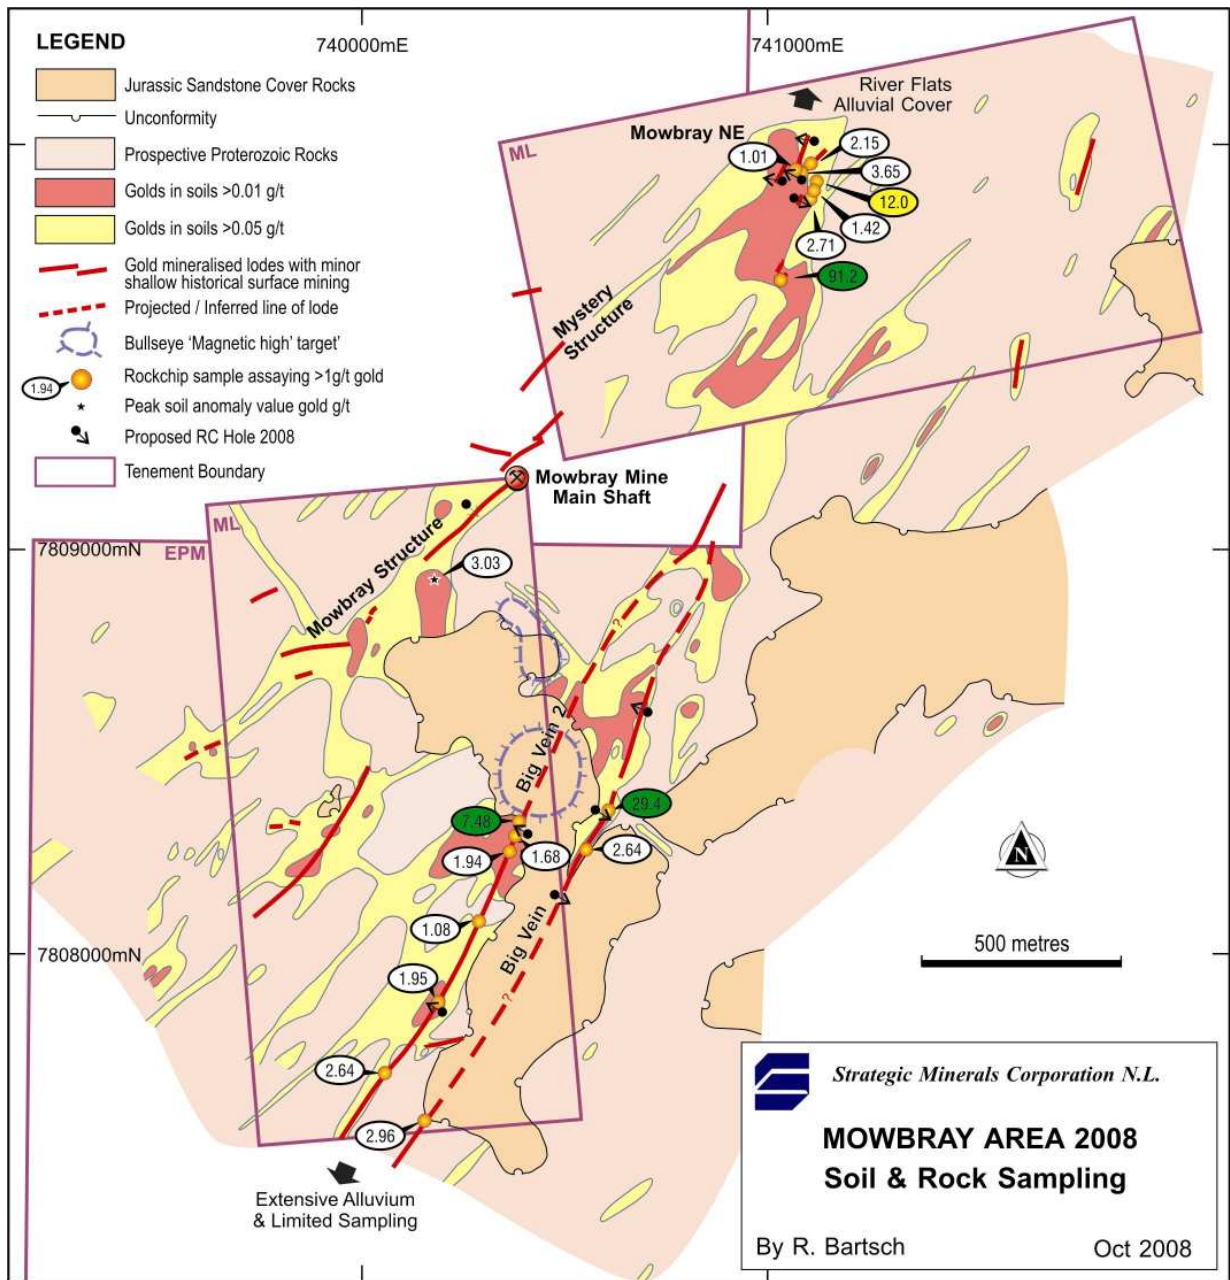 LEGEND
Jurassic Sandstone Cover Rocks
Unconformity
Prospective Proterozoic Rocks
Golds in soils >0.01 g/t
Golds in soils >0.05 g/t
Gold mineralised lodes with minor
shallow historical surface mining
Projected / Inferred line of lode
Bullseye 'Magnetic high' target'
1.94
Rockchip sample assaying >1g/t gold
Peak soil anomaly value gold g/t
Proposed RC Hole 2008
Tenement Boundary
740000mE
741000mE
River Flats
Alluvial Cover
ML
Mowbray NE
1.01
2.15
3.65
12.0
1.42
2.71
91.2
Mystery
Structure
Mowbray Mine
Main Shaft
ML
EPM
7809000mN
Mowbray Structure
3.03
?
Big Vein 2
7.48
29.4
1.94
1.68
2.64
1.08
Big Vein
?
7808000mN
1.95
2.64
2.96
N
500 metres
Extensive Alluvium
& Limited Sampling
Strategic Minerals Corporation N.L.
MOWBRAY AREA 2008
Soil & Rock Sampling
By R. Bartsch
Oct 2008